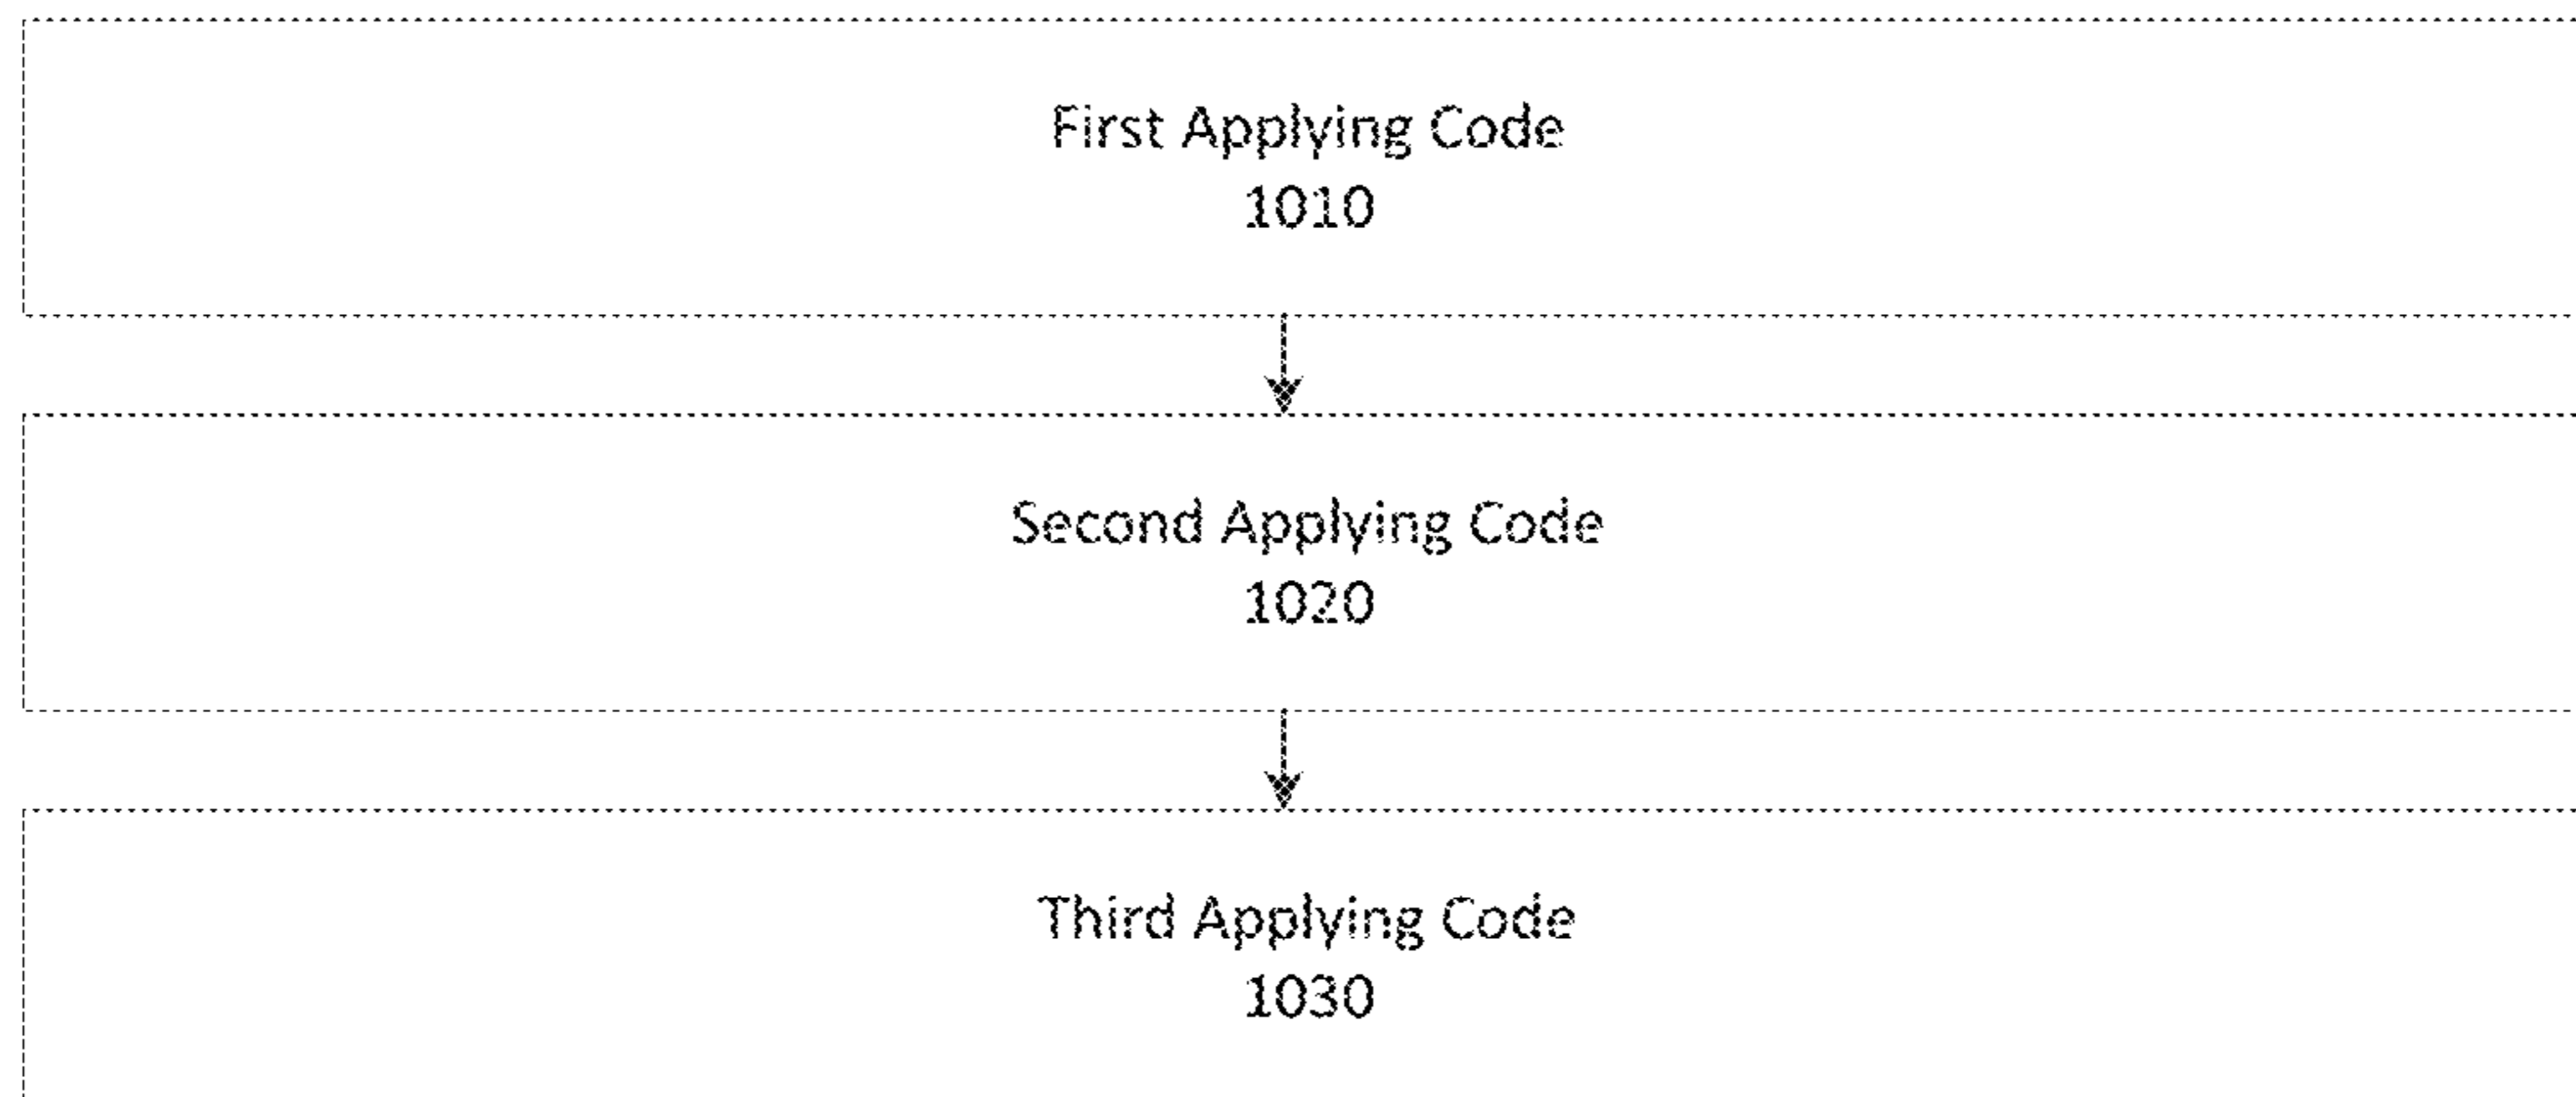 First Applying Code
1010
Second Applying Code
1020
Third Applying Code
1030